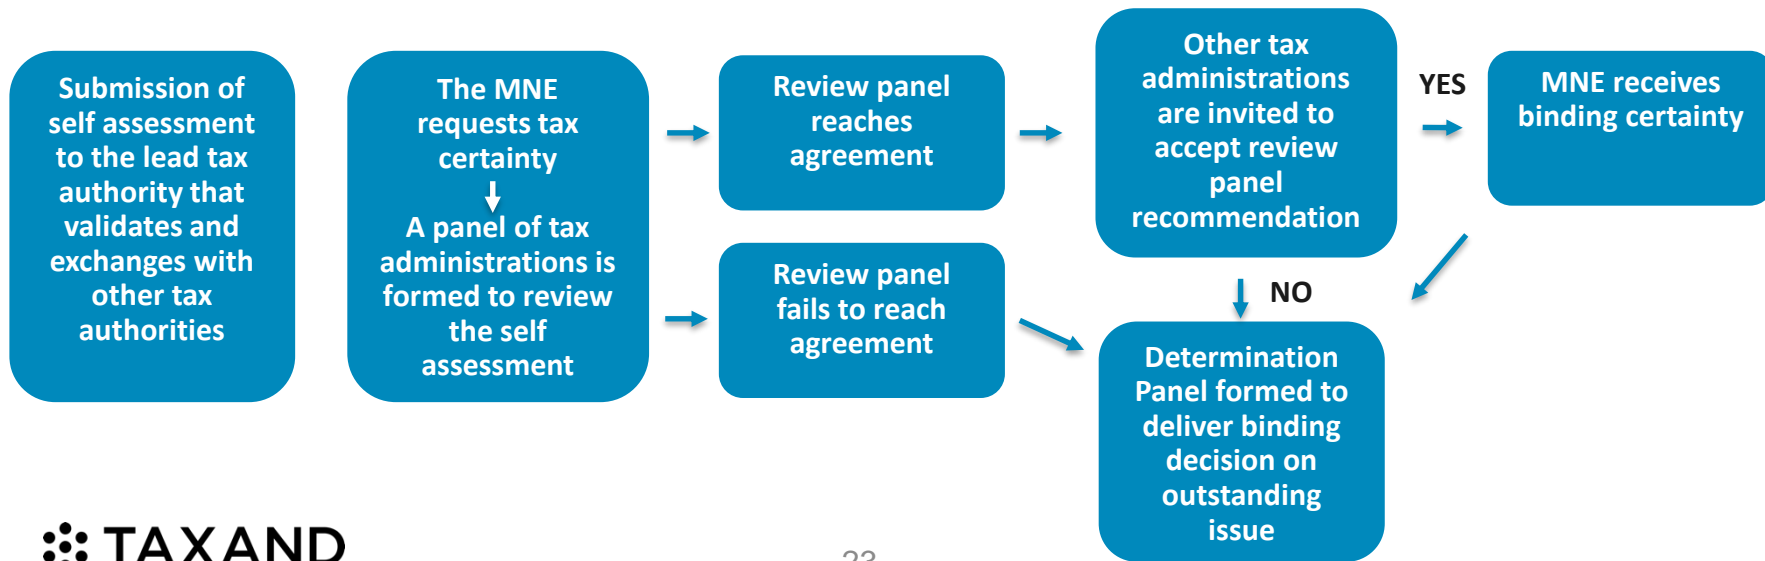 Submission of
self assessment
to the lead tax
authority that
validates and
exchanges with
other tax
authorities
The MNE
requests tax
certainty
A panel of tax
administrations is
formed to review
the self
assessment
Review panel
reaches
agreement
Review panel
fails to reach
agreement
Other tax
administrations
are invited to
accept review
panel
recommendation
YES
MNE receives
binding certainty
NO
Determination
Panel formed to
deliver binding
decision on
outstanding
issue
TAXAND
23